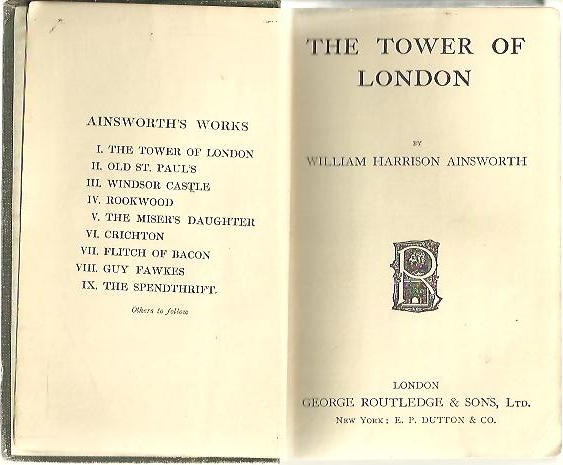 AINSWORTH'S WORKS
I. THE TOWER OF LONDON
II. OLD ST. PAUL'S
III. WINDSOR CASTLE
IV. ROOKWOOD
V. THE MISER'S DAUGHTER
VI. CRICHTON
VII. FLITCH OF BACON
VIII. GUY FAWKES
IX. THE SPENDTHRIFT.
Others to follow
THE TOWER OF
LONDON
BY
WILLIAM HARRISON AINSWORTH
R
LONDON
GEORGE ROUTLEDGE & SONS, LTD.
NEW YORK: E. P. DUTTON & CO.